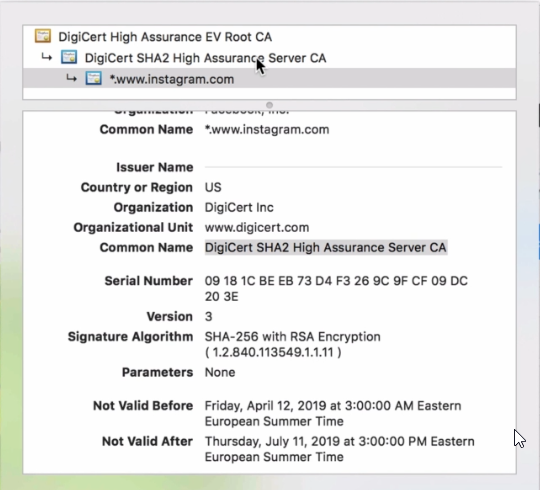 DigiCert High Assurance EV Root CA
DigiCert SHA2 High Assurance Server CA
*.www.instagram.com
Organization Facebook, Inc.
Common Name *.www.instagram.com
Issuer Name
Country or Region US
Organization DigiCert Inc
Organizational Unit www.digicert.com
Common Name DigiCert SHA2 High Assurance Server CA
Serial Number 09 18 1C BE EB 73 D4 F3 26 9C 9F CF 09 DC
20 3E
Version 3
Signature Algorithm SHA-256 with RSA Encryption
( 1.2.840.113549.1.1.11 )
Parameters None
Not Valid Before Friday, April 12, 2019 at 3:00:00 AM Eastern
European Summer Time
Not Valid After Thursday, July 11, 2019 at 3:00:00 PM Eastern
European Summer Time